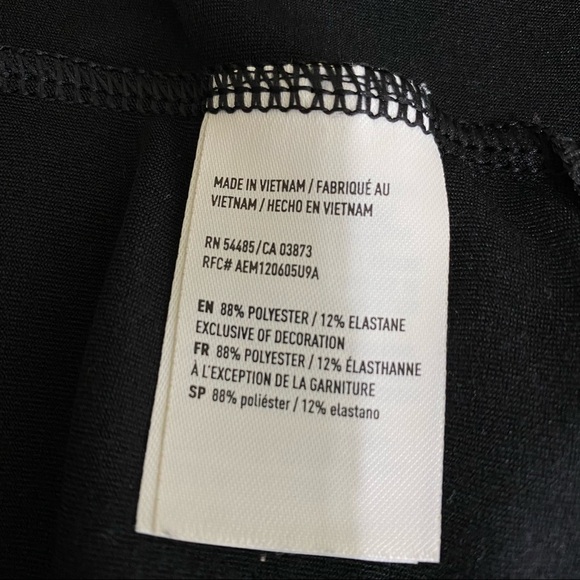 MADE IN VIETNAM / FABRIQUÉ AU
VIETNAM / HECHO EN VIETNAM
RN 54485/CA 03873
RFC# AEM120605U9A
EN 88% POLYESTER / 12% ELASTANE
EXCLUSIVE OF DECORATION
FR 88% POLYESTER / 12% ÉLASTHANNE
À L'EXCEPTION DE LA GARNITURE
SP 88% poliéster / 12% elastano